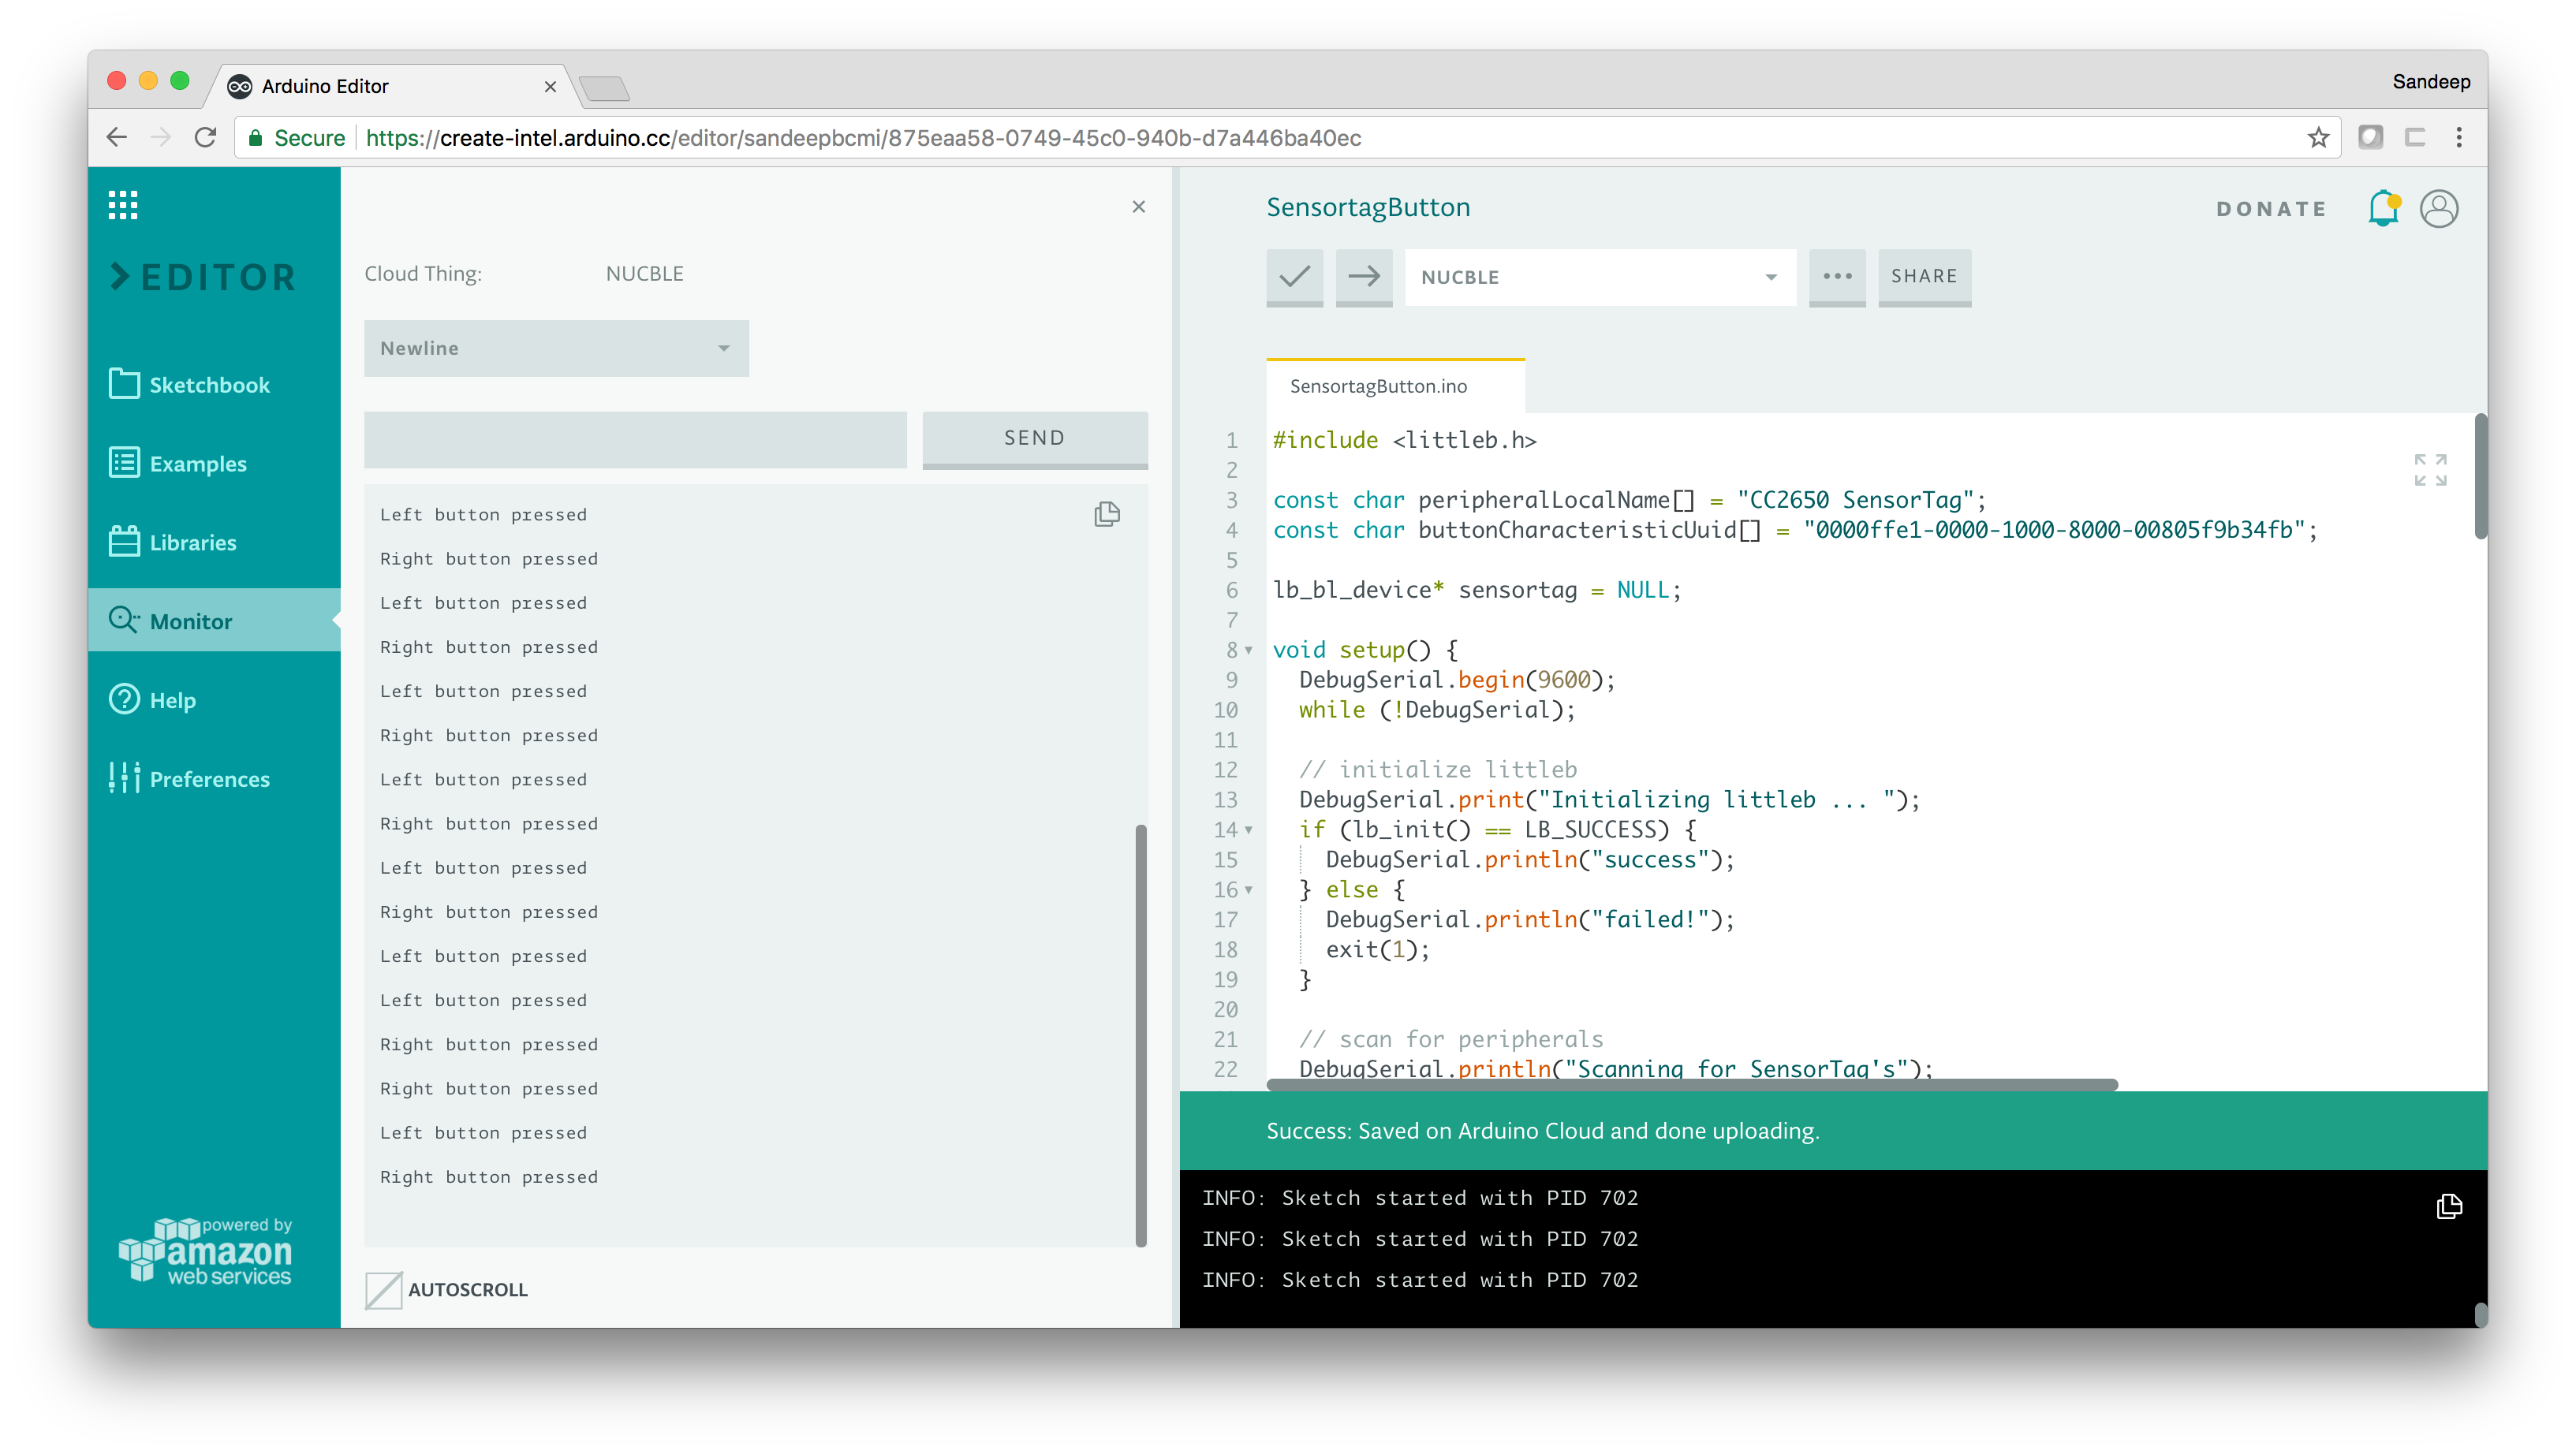 Arduino Editor
Sandeep
Secure
https://create-intel.arduino.cc/editor/sandeepbcmi/875eaa58-0749-45c0-940b-d7a446ba40ec
EDITOR
Sketchbook
Examples
Libraries
Monitor
Help
Preferences
powered by
amazon
web services
Cloud Thing: NUCBLE
Newline
SEND
Left button pressed
Right button pressed
Left button pressed
Right button pressed
Left button pressed
Right button pressed
Left button pressed
Right button pressed
Left button pressed
Right button pressed
Left button pressed
Left button pressed
Right button pressed
Right button pressed
Left button pressed
Right button pressed
AUTOSCROLL
SensortagButton
DONATE
NUCBLE
SHARE
SensortagButton.ino
1 #include <littleb.h>
2
3 const char peripheralLocalName[] = "CC2650 SensorTag";
4 const char buttonCharacteristicUuid[] = "0000ffe1-0000-1000-8000-00805f9b34fb";
5
6 lb_bl_device* sensortag = NULL;
7
8 void setup() {
9 DebugSerial.begin(9600);
10 while (!DebugSerial);
11
12 // initialize littleb
13 DebugSerial.print("Initializing littleb ... ");
14 if (lb_init() == LB_SUCCESS) {
15 DebugSerial.println("success");
16 } else {
17 DebugSerial.println("failed!");
18 exit(1);
19 }
20
21 // scan for peripherals
22 DebugSerial.println("Scanning for SensorTag's");
Success: Saved on Arduino Cloud and done uploading.
INFO: Sketch started with PID 702
INFO: Sketch started with PID 702
INFO: Sketch started with PID 702